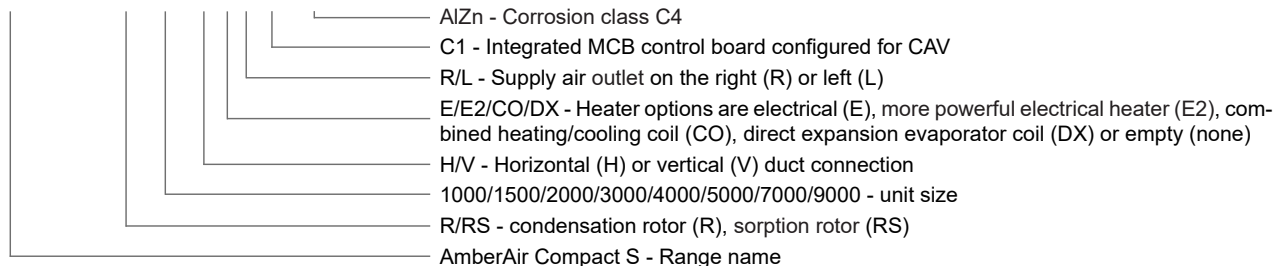 AlZn - Corrosion class C4
C1 - Integrated MCB control board configured for CAV
R/L - Supply air outlet on the right (R) or left (L)
E/E2/CO/DX - Heater options are electrical (E), more powerful electrical heater (E2), com-
bined heating/cooling coil (CO), direct expansion evaporator coil (DX) or empty (none)
H/V - Horizontal (H) or vertical (V) duct connection
1000/1500/2000/3000/4000/5000/7000/9000 - unit size
R/RS - condensation rotor (R), sorption rotor (RS)
AmberAir Compact S - Range name